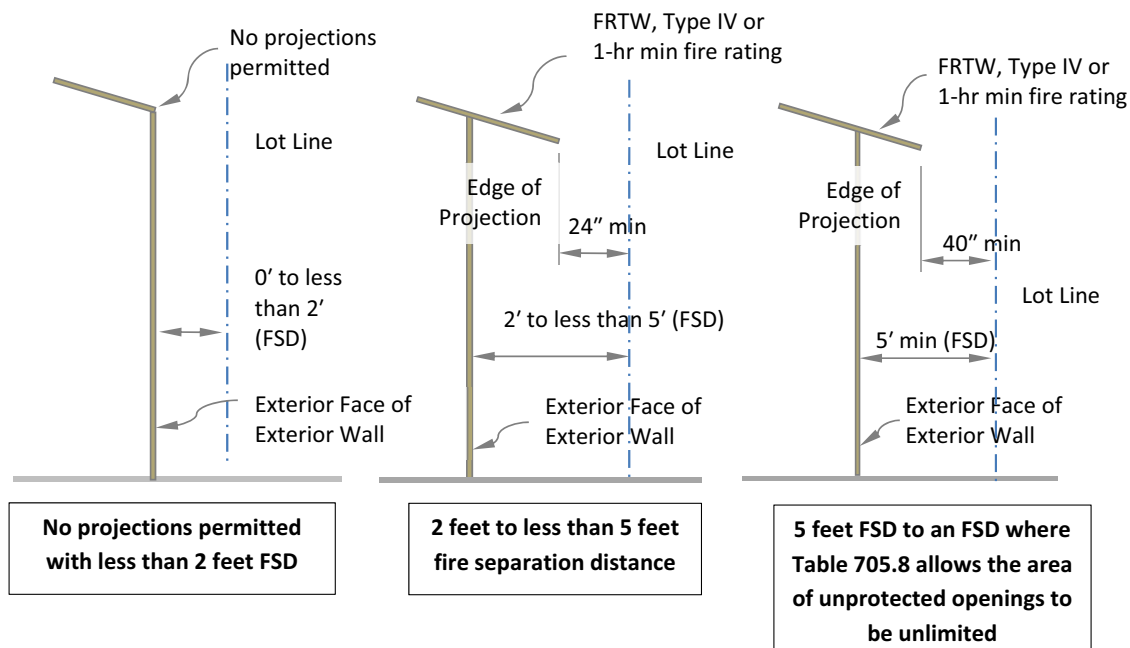 No projections
permitted
Lot Line
0’ to less
than 2’
(FSD)
Exterior Face of
Exterior Wall
No projections permitted
with less than 2 feet FSD
FRTW, Type IV or
1-hr min fire rating
Lot Line
Edge of
Projection
24” min
2’ to less than 5’ (FSD)
Exterior Face of
Exterior Wall
2 feet to less than 5 feet
fire separation distance
FRTW, Type IV or
1-hr min fire rating
Edge of
Projection
40” min
Lot Line
5’ min (FSD)
Exterior Face of
Exterior Wall
5 feet FSD to an FSD where
Table 705.8 allows the area
of unprotected openings to
be unlimited